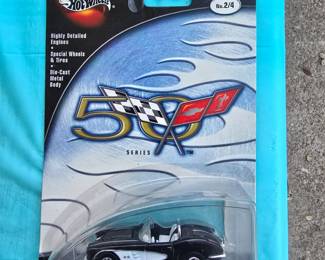 Hot Wheels
No. 2/4
Highly Detailed
Engines
• Special Wheels
& Tires
• Die-Cast
Metal
Body
50
SERIES